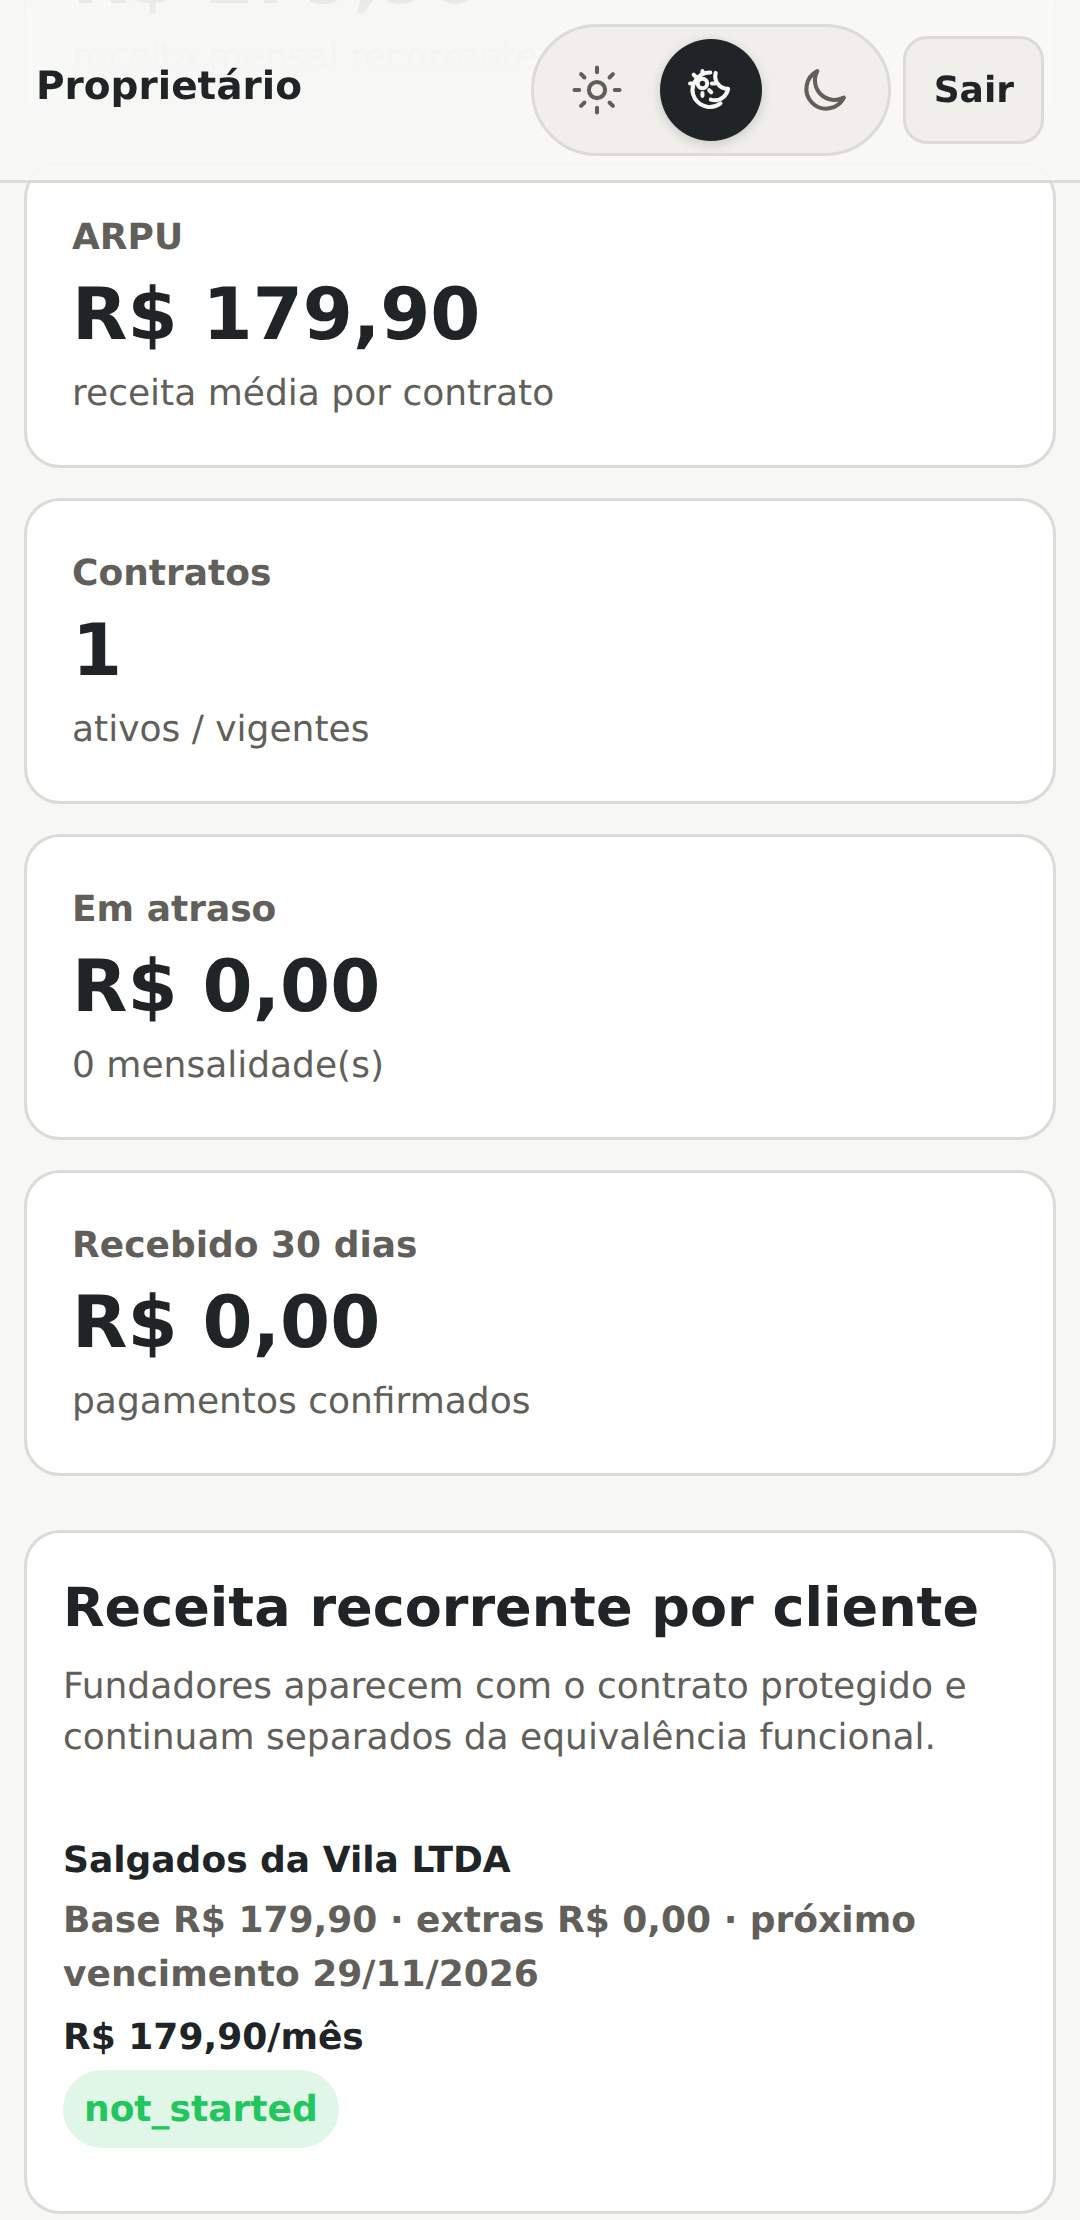 Proprietário
Sair
ARPU
R$ 179,90
receita média por contrato
Contratos
1
ativos / vigentes
Em atraso
R$ 0,00
0 mensalidade(s)
Recebido 30 dias
R$ 0,00
pagamentos confirmados
Receita recorrente por cliente
Fundadores aparecem com o contrato protegido e
continuam separados da equivalência funcional.
Salgados da Vila LTDA
Base R$ 179,90 · extras R$ 0,00 · próximo
vencimento 29/11/2026
R$ 179,90/mês
not_started